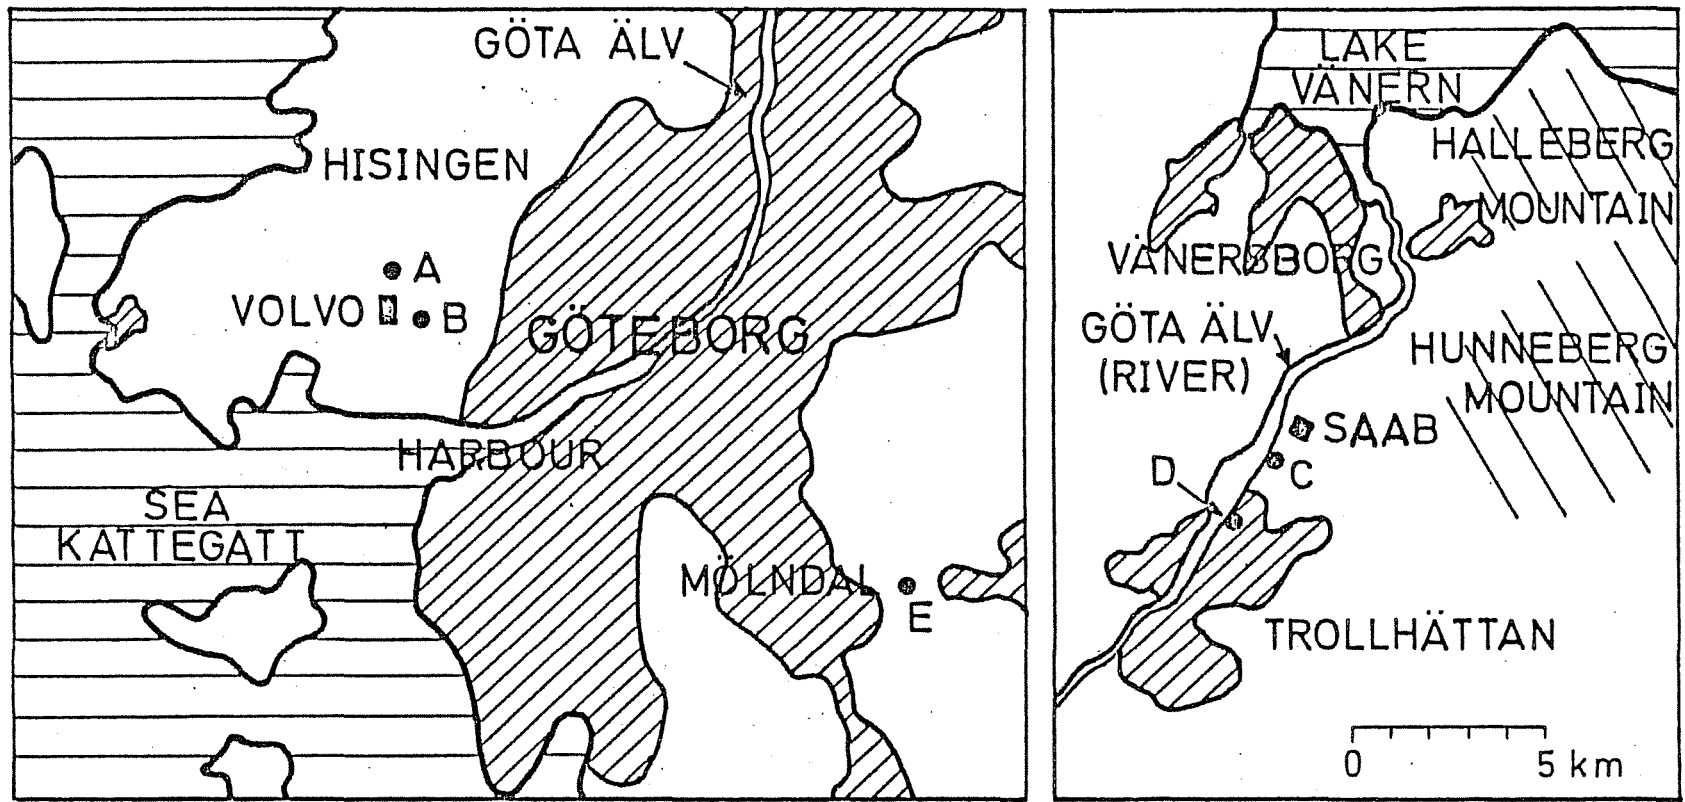 GÖTA ÄLV
HISINGEN
A
VOLVO
B
GÖTEBORG
HARBOUR
SEA
KATTEGATT
MÖLNDAL
E
LAKE
VÄNERN
HALLEBERG
MOUNTAIN
VÄNERSBORG
GÖTA ÄLV
(RIVER)
HUNNEBERG
MOUNTAIN
SAAB
D
C
TROLLHÄTTAN
0 5 km